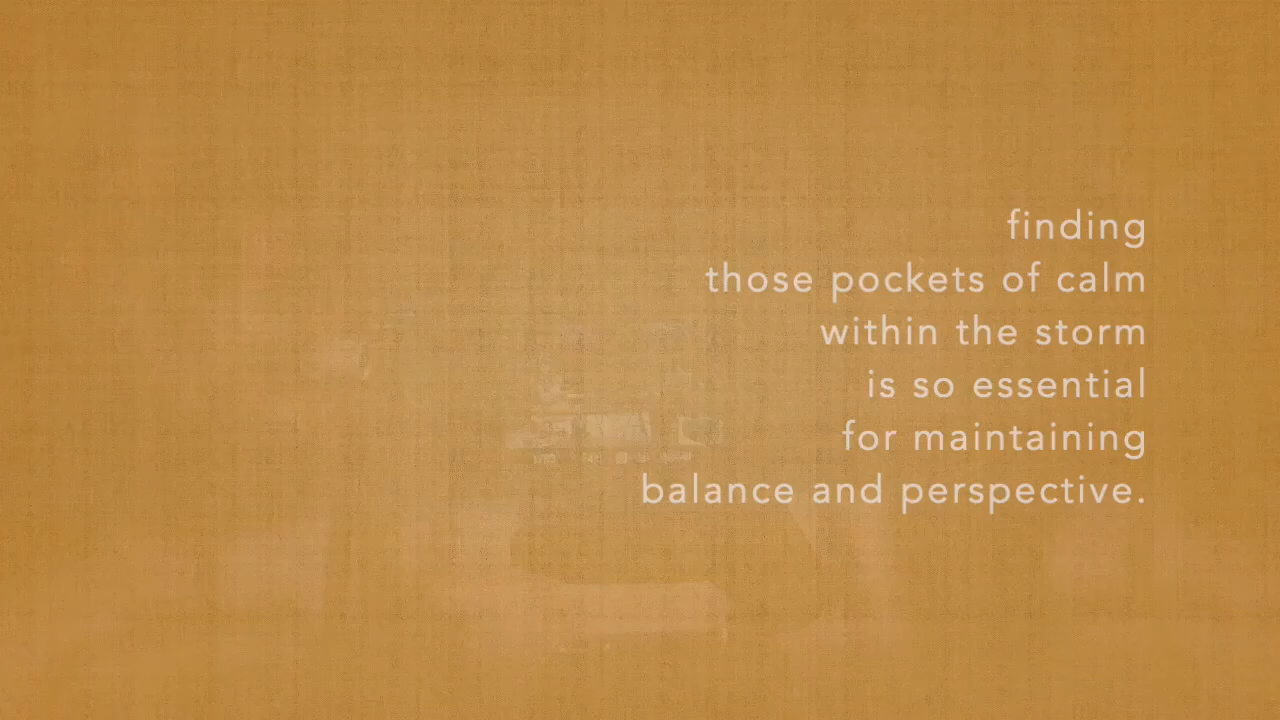 finding
those pockets of calm
within the storm
is so essential
for maintaining
balance and perspective.